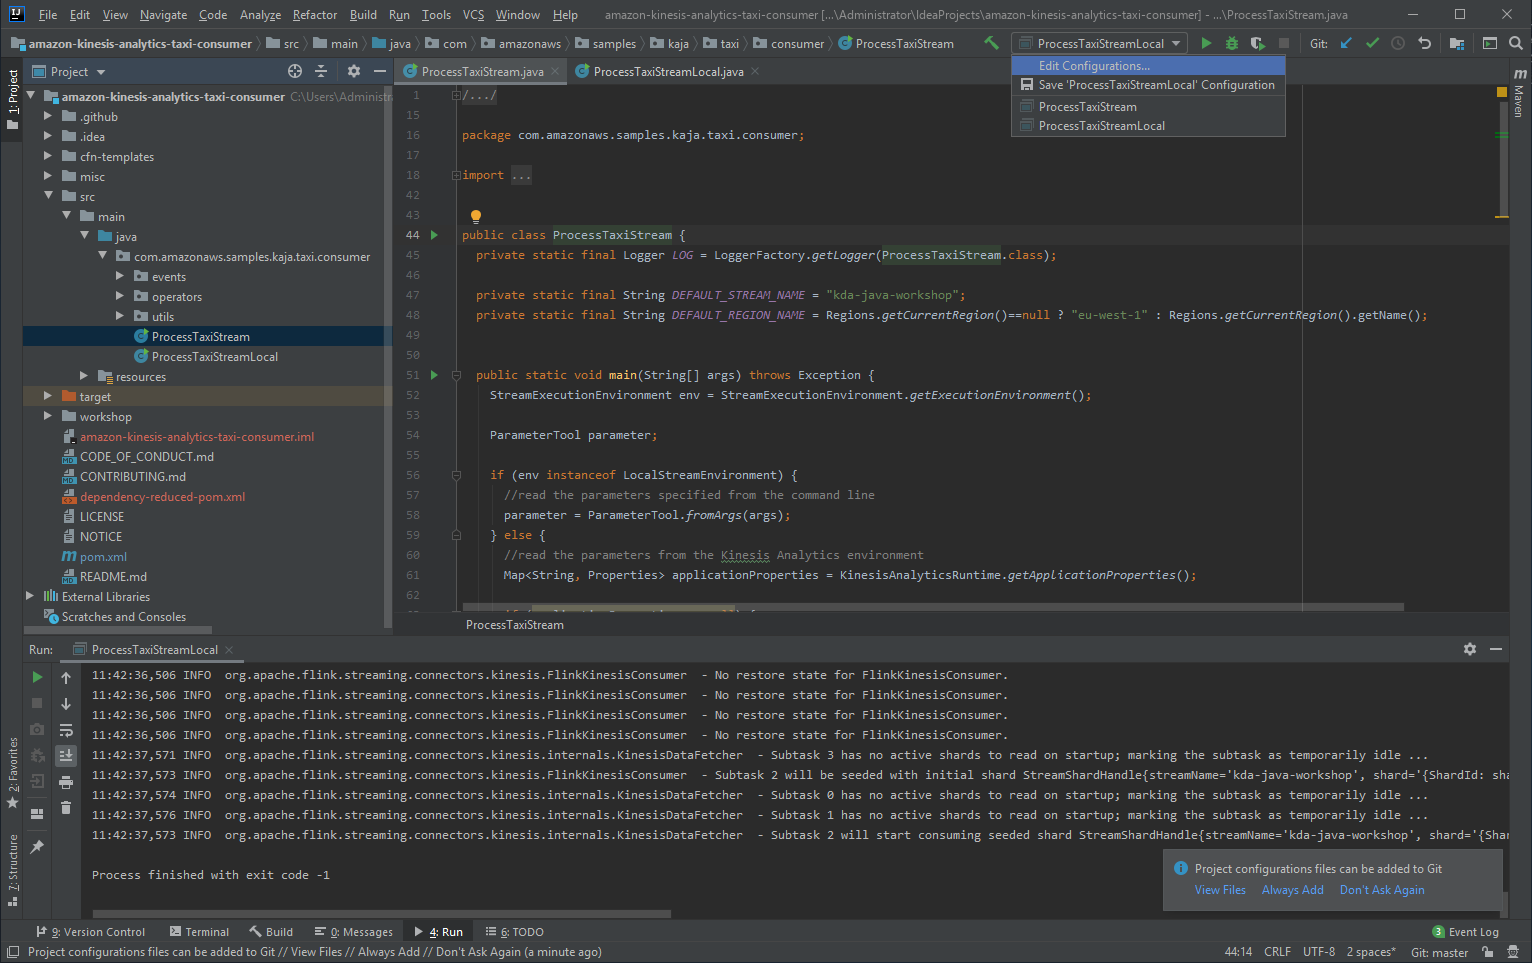 File Edit View Navigate Code Analyze Refactor Build Run Tools VCS Window Help amazon-kinesis-analytics-taxi-consumer [...\Administrator\IdeaProjects\amazon-kinesis-analytics-taxi-consumer] - ...\ProcessTaxiStream.java
amazon-kinesis-analytics-taxi-consumer src main java com amazonaws samples kaja taxi consumer ProcessTaxiStream ProcessTaxiStreamLocal Git:
Edit Configurations...
Save 'ProcessTaxiStreamLocal' Configuration
ProcessTaxiStream
ProcessTaxiStreamLocal
1: Project
2: Favorites
7: Structure
Maven
Project
amazon-kinesis-analytics-taxi-consumer C:\Users\Administr
.github
.idea
cfn-templates
misc
src
main
java
com.amazonaws.samples.kaja.taxi.consumer
events
operators
utils
ProcessTaxiStream
ProcessTaxiStreamLocal
resources
target
workshop
amazon-kinesis-analytics-taxi-consumer.iml
CODE_OF_CONDUCT.md
CONTRIBUTING.md
dependency-reduced-pom.xml
LICENSE
NOTICE
pom.xml
README.md
External Libraries
Scratches and Consoles
ProcessTaxiStream.java ProcessTaxiStreamLocal.java
1 /.../
15
16 package com.amazonaws.samples.kaja.taxi.consumer;
17
18 import ...
42
43
44 public class ProcessTaxiStream {
45 private static final Logger LOG = LoggerFactory.getLogger(ProcessTaxiStream.class);
46
47 private static final String DEFAULT_STREAM_NAME = "kda-java-workshop";
48 private static final String DEFAULT_REGION_NAME = Regions.getCurrentRegion()==null ? "eu-west-1" : Regions.getCurrentRegion().getName();
49
50
51 public static void main(String[] args) throws Exception {
52 StreamExecutionEnvironment env = StreamExecutionEnvironment.getExecutionEnvironment();
53
54 ParameterTool parameter;
55
56 if (env instanceof LocalStreamEnvironment) {
57 //read the parameters specified from the command line
58 parameter = ParameterTool.fromArgs(args);
59 } else {
60 //read the parameters from the Kinesis Analytics environment
61 Map<String, Properties> applicationProperties = KinesisAnalyticsRuntime.getApplicationProperties();
62
ProcessTaxiStream
Run: ProcessTaxiStreamLocal
11:42:36,506 INFO org.apache.flink.streaming.connectors.kinesis.FlinkKinesisConsumer - No restore state for FlinkKinesisConsumer.
11:42:36,506 INFO org.apache.flink.streaming.connectors.kinesis.FlinkKinesisConsumer - No restore state for FlinkKinesisConsumer.
11:42:36,506 INFO org.apache.flink.streaming.connectors.kinesis.FlinkKinesisConsumer - No restore state for FlinkKinesisConsumer.
11:42:36,506 INFO org.apache.flink.streaming.connectors.kinesis.FlinkKinesisConsumer - No restore state for FlinkKinesisConsumer.
11:42:37,571 INFO org.apache.flink.streaming.connectors.kinesis.internals.KinesisDataFetcher - Subtask 3 has no active shards to read on startup; marking the subtask as temporarily idle ...
11:42:37,573 INFO org.apache.flink.streaming.connectors.kinesis.FlinkKinesisConsumer - Subtask 2 will be seeded with initial shard StreamShardHandle{streamName='kda-java-workshop', shard='{ShardId: sha
11:42:37,574 INFO org.apache.flink.streaming.connectors.kinesis.internals.KinesisDataFetcher - Subtask 0 has no active shards to read on startup; marking the subtask as temporarily idle ...
11:42:37,576 INFO org.apache.flink.streaming.connectors.kinesis.internals.KinesisDataFetcher - Subtask 1 has no active shards to read on startup; marking the subtask as temporarily idle ...
11:42:37,573 INFO org.apache.flink.streaming.connectors.kinesis.internals.KinesisDataFetcher - Subtask 2 will start consuming seeded shard StreamShardHandle{streamName='kda-java-workshop', shard='{Shar
Process finished with exit code -1
Project configurations files can be added to Git
View Files Always Add Don't Ask Again
9: Version Control Terminal Build 0: Messages 4: Run 6: TODO 3 Event Log
Project configurations files can be added to Git // View Files // Always Add // Don't Ask Again (a minute ago) 44:14 CRLF UTF-8 2 spaces* Git: master